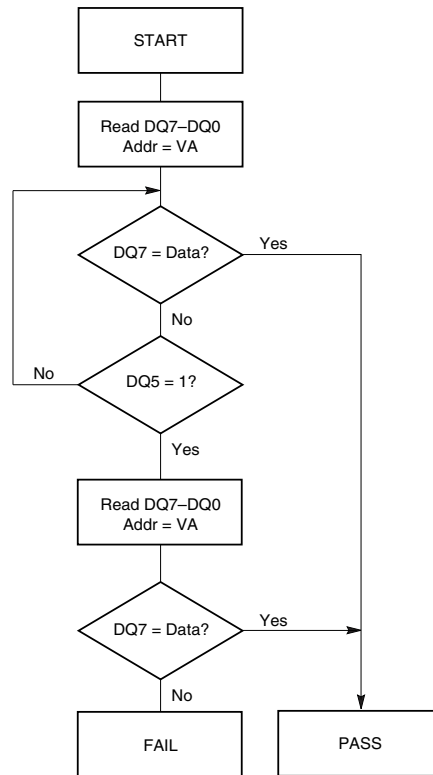 START
Read DQ7–DQ0
Addr = VA
DQ7 = Data?
Yes
No
DQ5 = 1?
No
Yes
Read DQ7–DQ0
Addr = VA
DQ7 = Data?
Yes
No
FAIL
PASS